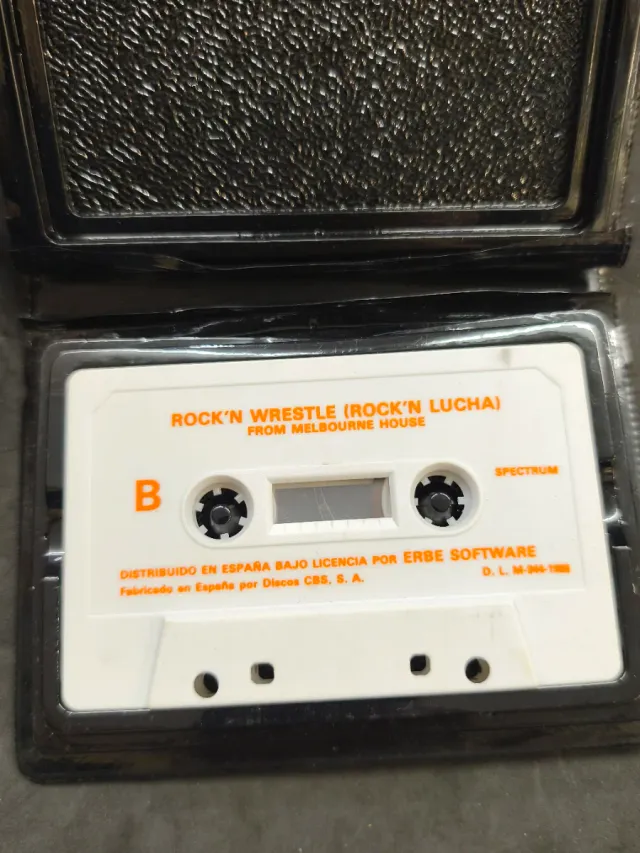 ROCK'N WRESTLE (ROCK'N LUCHA)
FROM MELBOURNE HOUSE
B
SPECTRUM
DISTRIBUIDO EN ESPAÑA BAJO LICENCIA POR ERBE SOFTWARE
Fabricado en España por Discos CBS, S. A.
D. L.